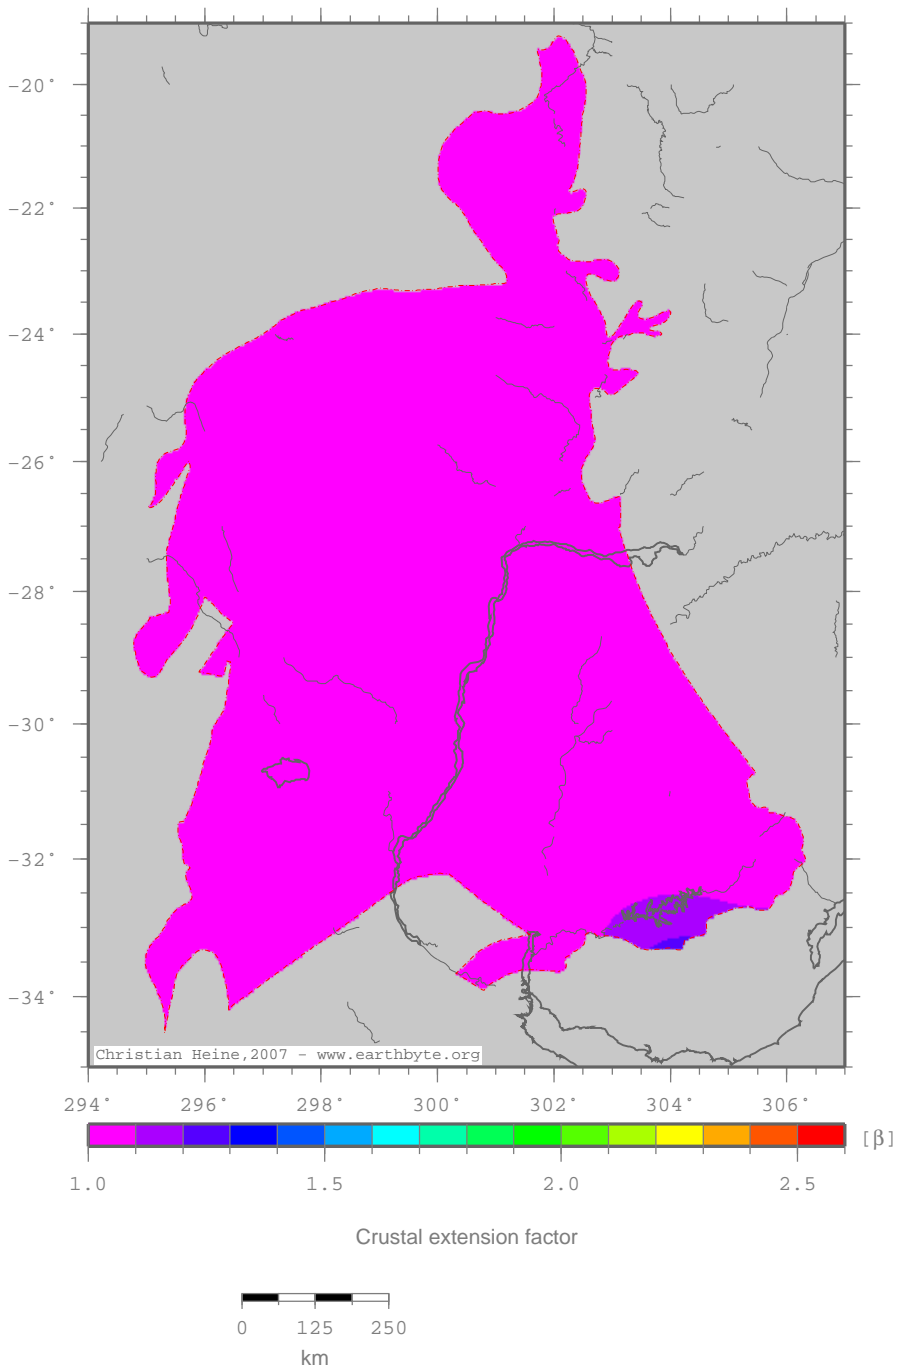 -20°
-22°
-24°
-26°
-28°
-30°
-32°
-34°
Christian Heine,2007 - www.earthbyte.org
294° 296° 298° 300° 302° 304° 306°
[β]
1.0 1.5 2.0 2.5
Crustal extension factor
0 125 250
km